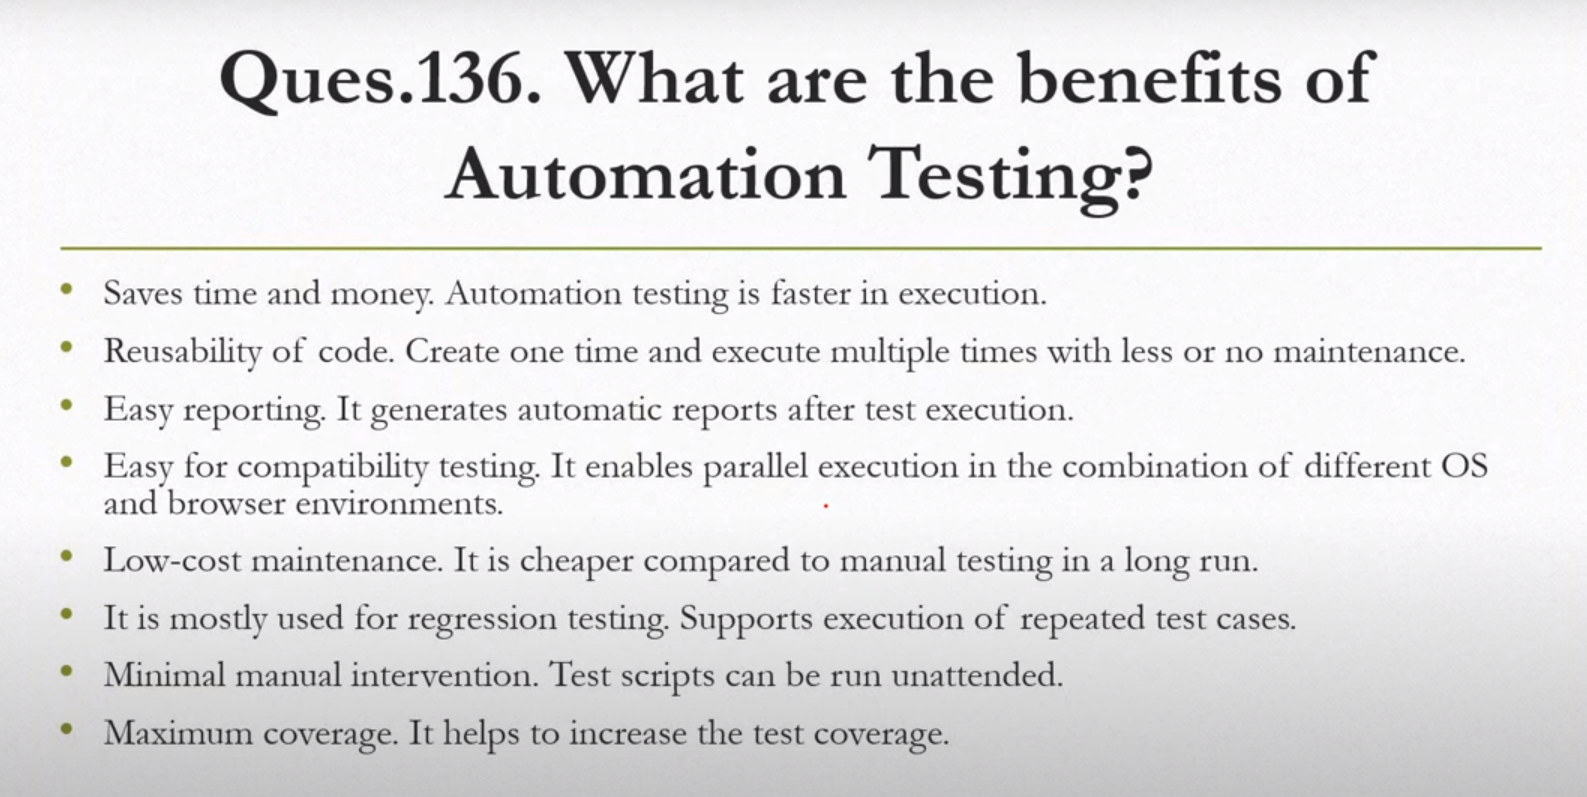 Ques.136. What are the benefits of
Automation Testing?
• Saves time and money. Automation testing is faster in execution.
• Reusability of code. Create one time and execute multiple times with less or no maintenance.
• Easy reporting. It generates automatic reports after test execution.
• Easy for compatibility testing. It enables parallel execution in the combination of different OS
and browser environments.
• Low-cost maintenance. It is cheaper compared to manual testing in a long run.
• It is mostly used for regression testing. Supports execution of repeated test cases.
• Minimal manual intervention. Test scripts can be run unattended.
• Maximum coverage. It helps to increase the test coverage.